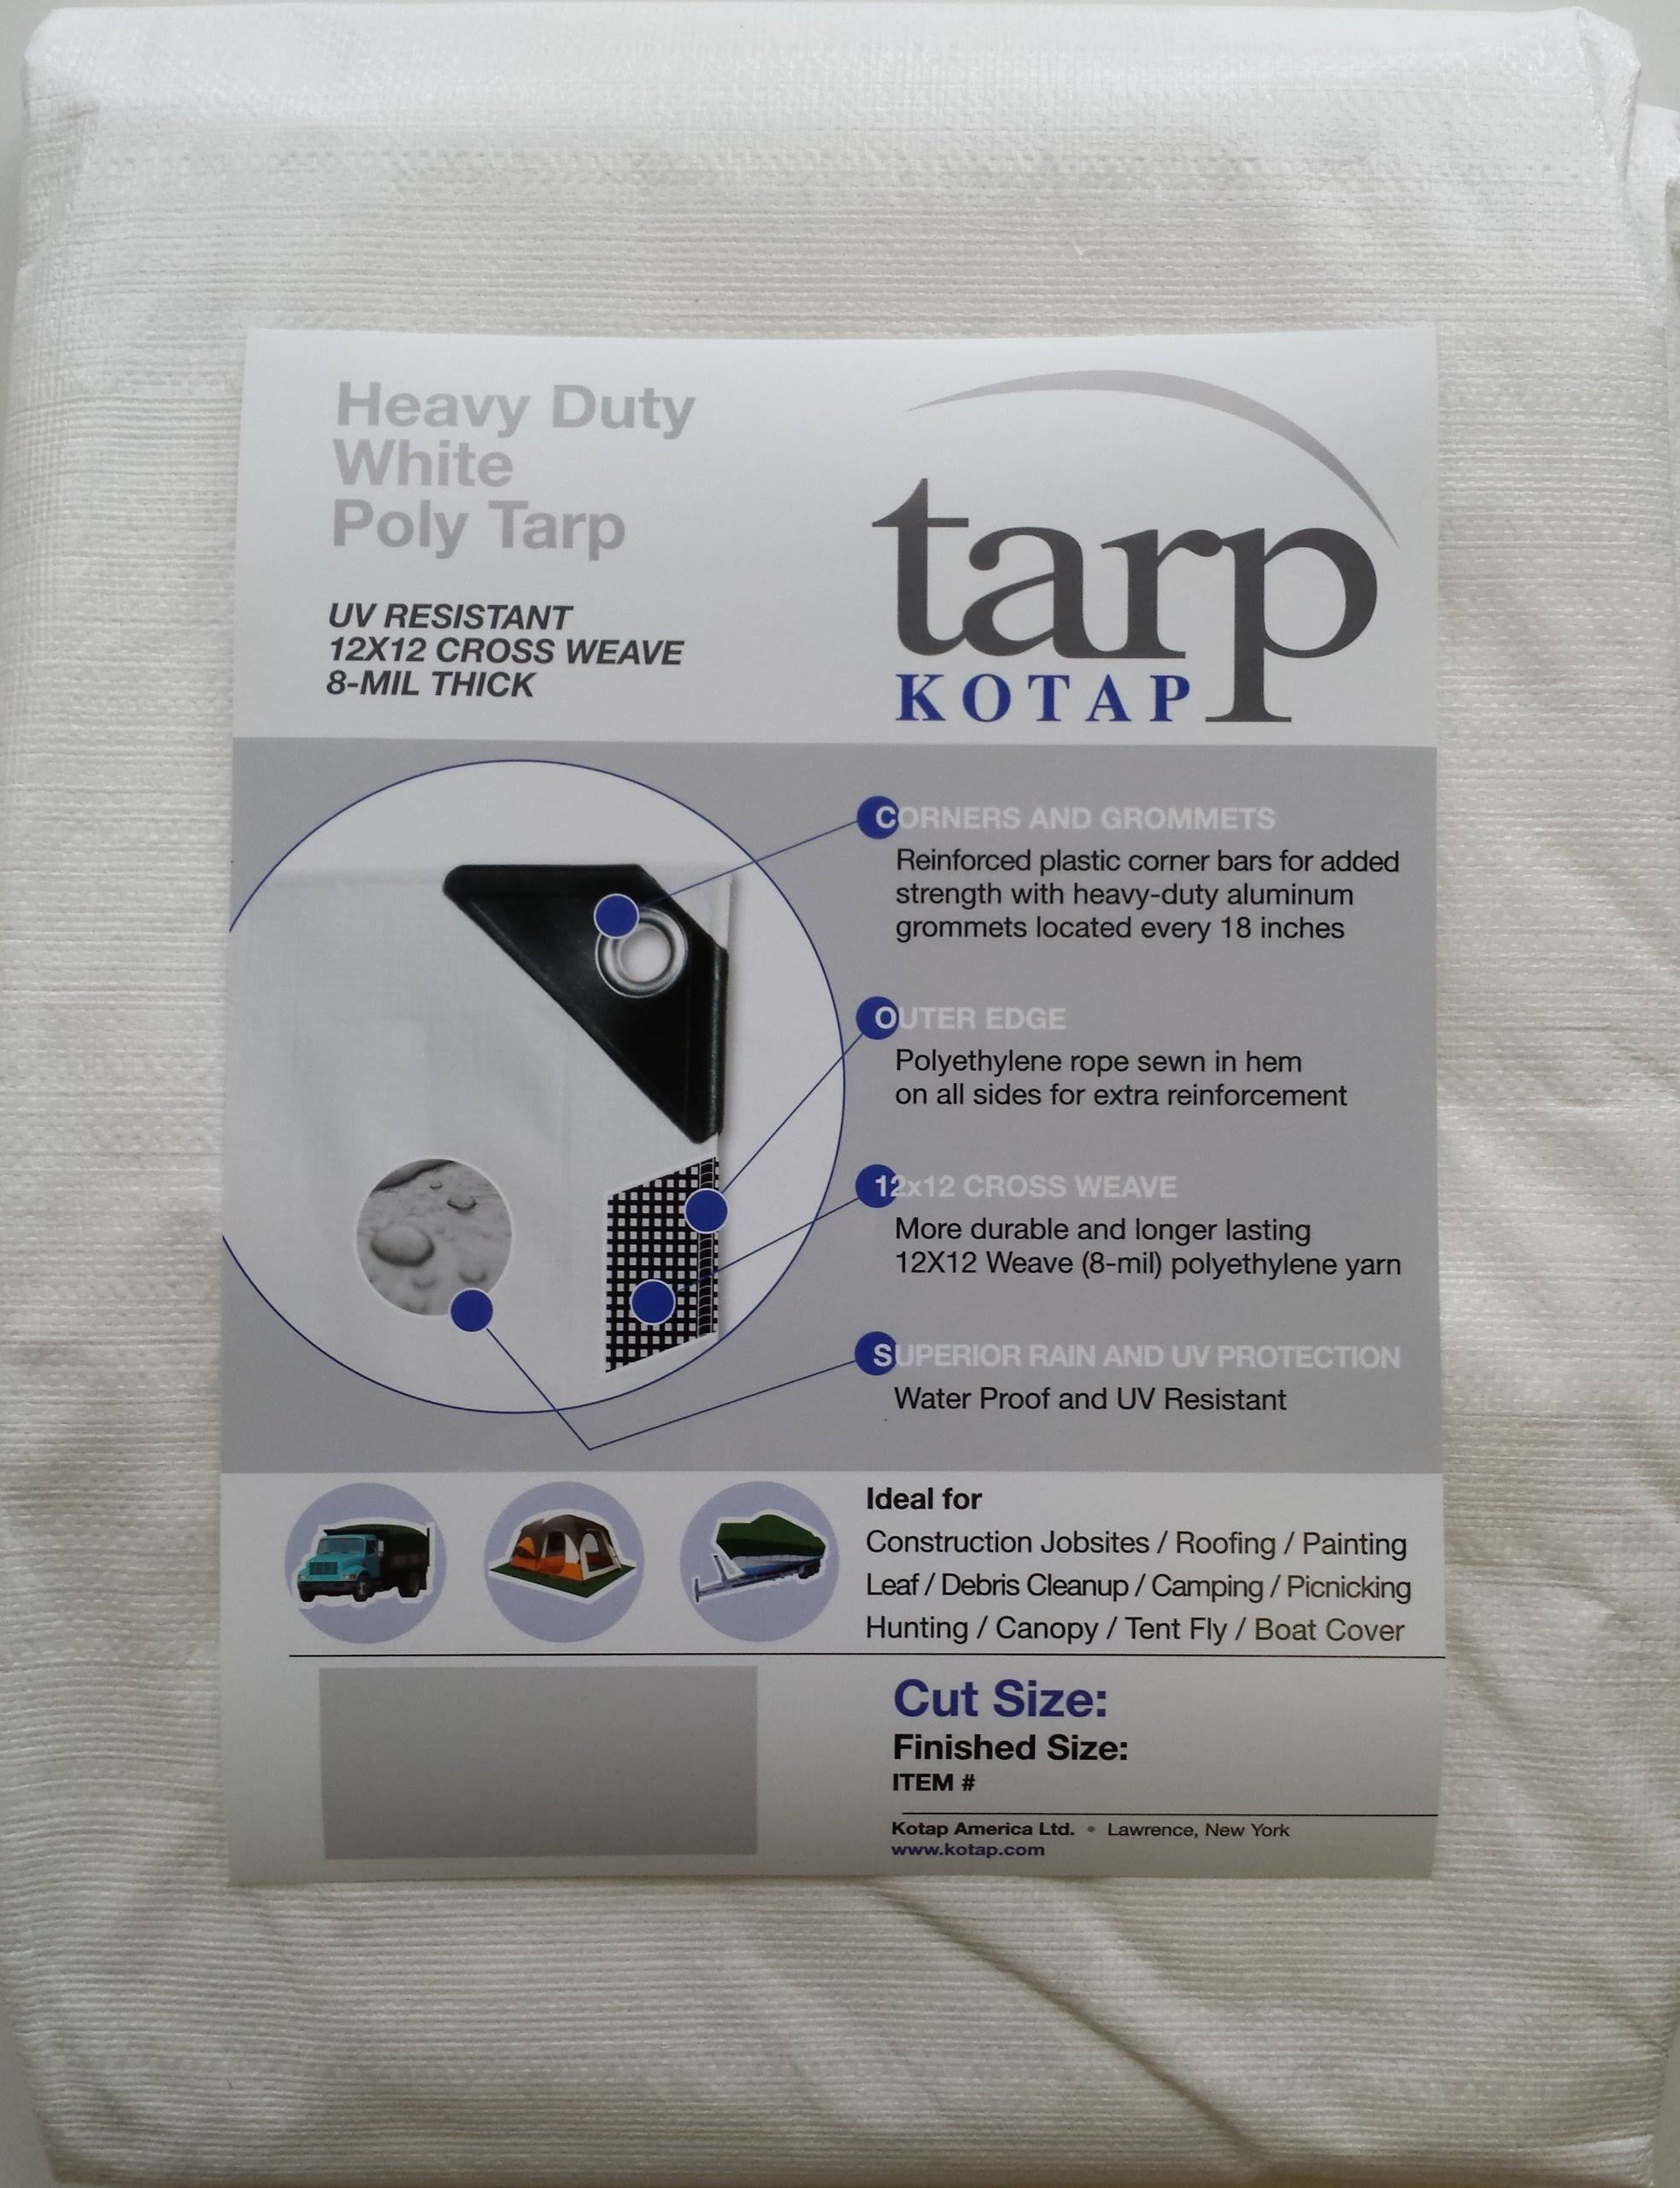 Heavy Duty
White
Poly Tarp
UV RESISTANT
12X12 CROSS WEAVE
8-MIL THICK
tarp
KOTAP
CORNERS AND GROMMETS
Reinforced plastic corner bars for added
strength with heavy-duty aluminum
grommets located every 18 inches
OUTER EDGE
Polyethylene rope sewn in hem
on all sides for extra reinforcement
12x12 CROSS WEAVE
More durable and longer lasting
12X12 Weave (8-mil) polyethylene yarn
SUPERIOR RAIN AND UV PROTECTION
Water Proof and UV Resistant
Ideal for
Construction Jobsites / Roofing / Painting
Leaf / Debris Cleanup / Camping / Picnicking
Hunting / Canopy / Tent Fly / Boat Cover
Cut Size:
Finished Size:
ITEM #
Kotap America Ltd. • Lawrence, New York
www.kotap.com